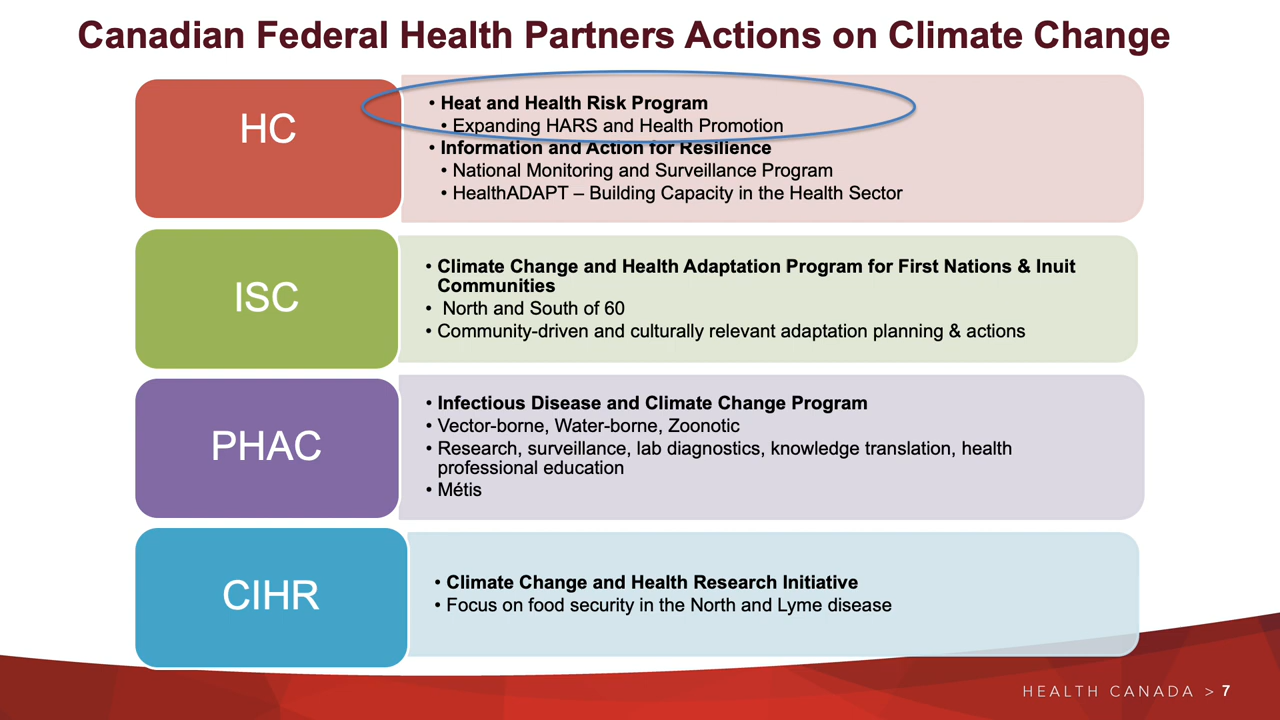 Canadian Federal Health Partners Actions on Climate Change
HC
• Heat and Health Risk Program
• Expanding HARS and Health Promotion
• Information and Action for Resilience
• National Monitoring and Surveillance Program
• HealthADAPT – Building Capacity in the Health Sector
ISC
• Climate Change and Health Adaptation Program for First Nations & Inuit
Communities
• North and South of 60
• Community-driven and culturally relevant adaptation planning & actions
PHAC
• Infectious Disease and Climate Change Program
• Vector-borne, Water-borne, Zoonotic
• Research, surveillance, lab diagnostics, knowledge translation, health
professional education
• Métis
CIHR
• Climate Change and Health Research Initiative
• Focus on food security in the North and Lyme disease
HEALTH CANADA > 7